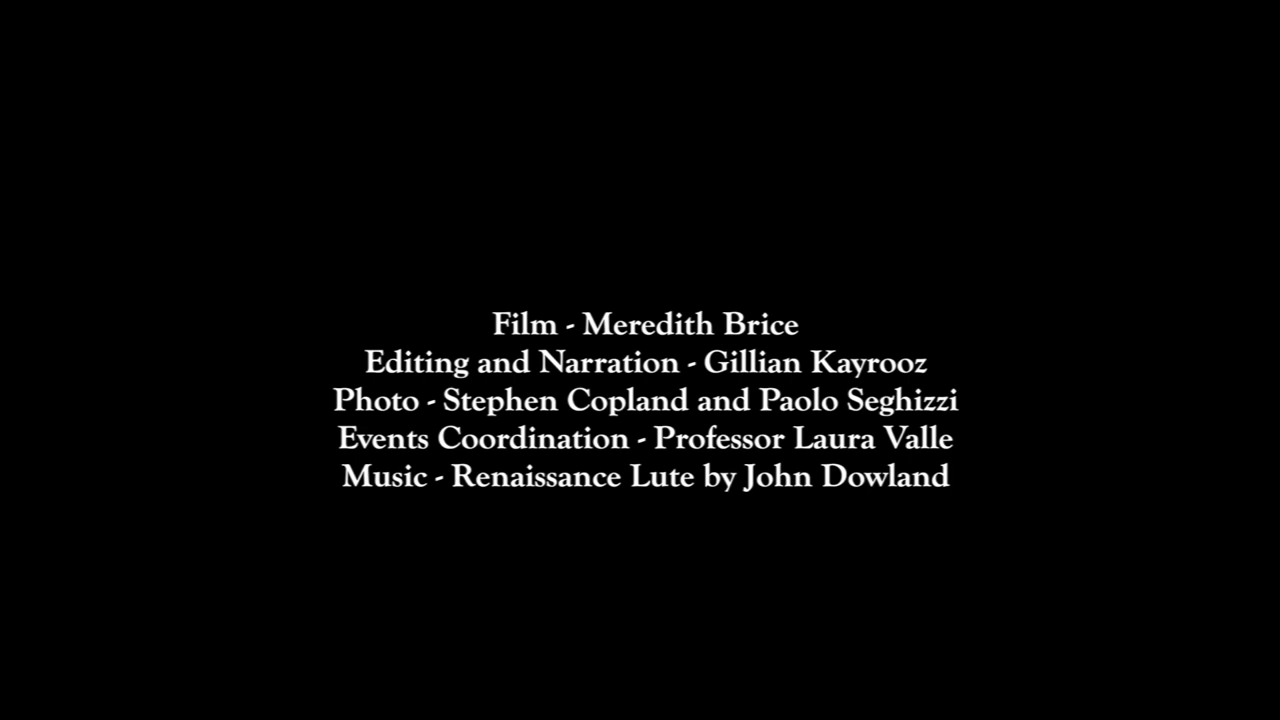 Film - Meredith Brice
Editing and Narration - Gillian Kayrooz
Photo - Stephen Copland and Paolo Seghizzi
Events Coordination - Professor Laura Valle
Music - Renaissance Lute by John Dowland